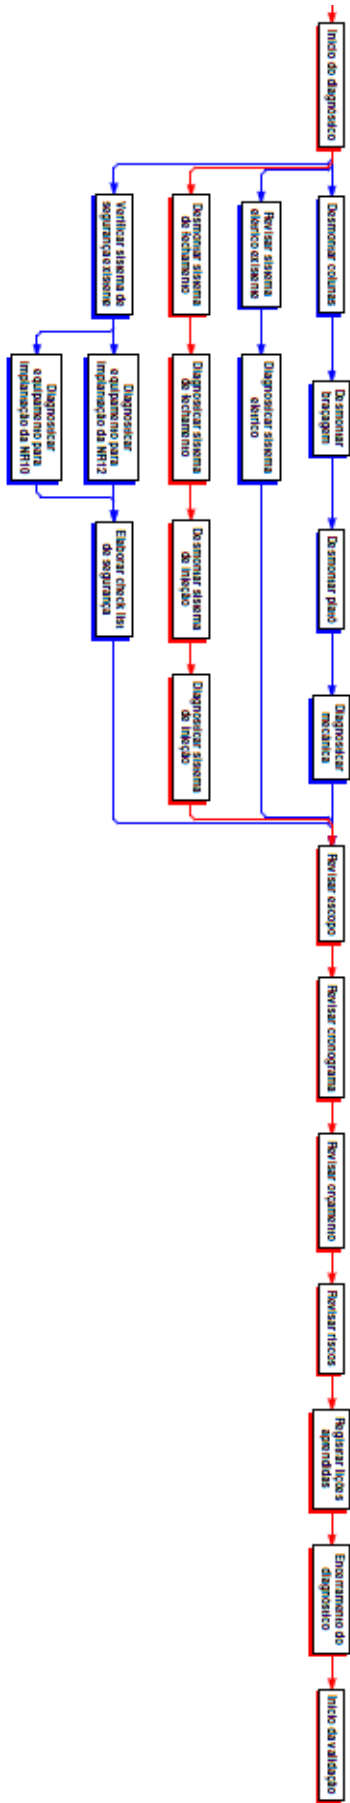 Início do diagnóstico
Desmontar colunas
Desmontar
braçagem
Desmontar platô
Diagnosticar
mecânica
Revisar sistema
elétrico existente
Diagnosticar sistema
elétrico
Desmontar sistema
de fechamento
Diagnosticar sistema
de fechamento
Desmontar sistema
de injeção
Diagnosticar sistema
de injeção
Verificar sistema de
segurança existente
Diagnosticar
equipamento para
implantação da NR12
Diagnosticar
equipamento para
implantação da NR10
Elaborar check list
de segurança
Revisar escopo
Revisar cronograma
Revisar orçamento
Revisar riscos
Registrar lições
aprendidas
Encerramento do
diagnóstico
Início da validação